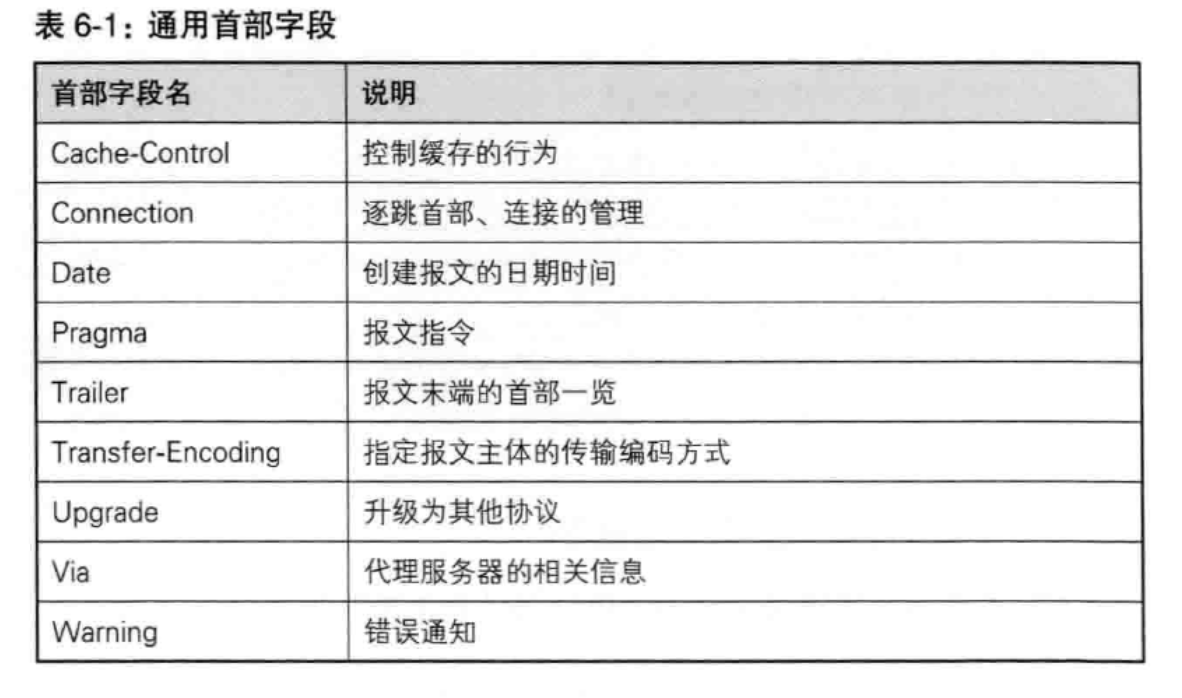 表 6-1：通用首部字段
首部字段名 说明
Cache-Control 控制缓存的行为
Connection 逐跳首部、连接的管理
Date 创建报文的日期时间
Pragma 报文指令
Trailer 报文末端的首部一览
Transfer-Encoding 指定报文主体的传输编码方式
Upgrade 升级为其他协议
Via 代理服务器的相关信息
Warning 错误通知